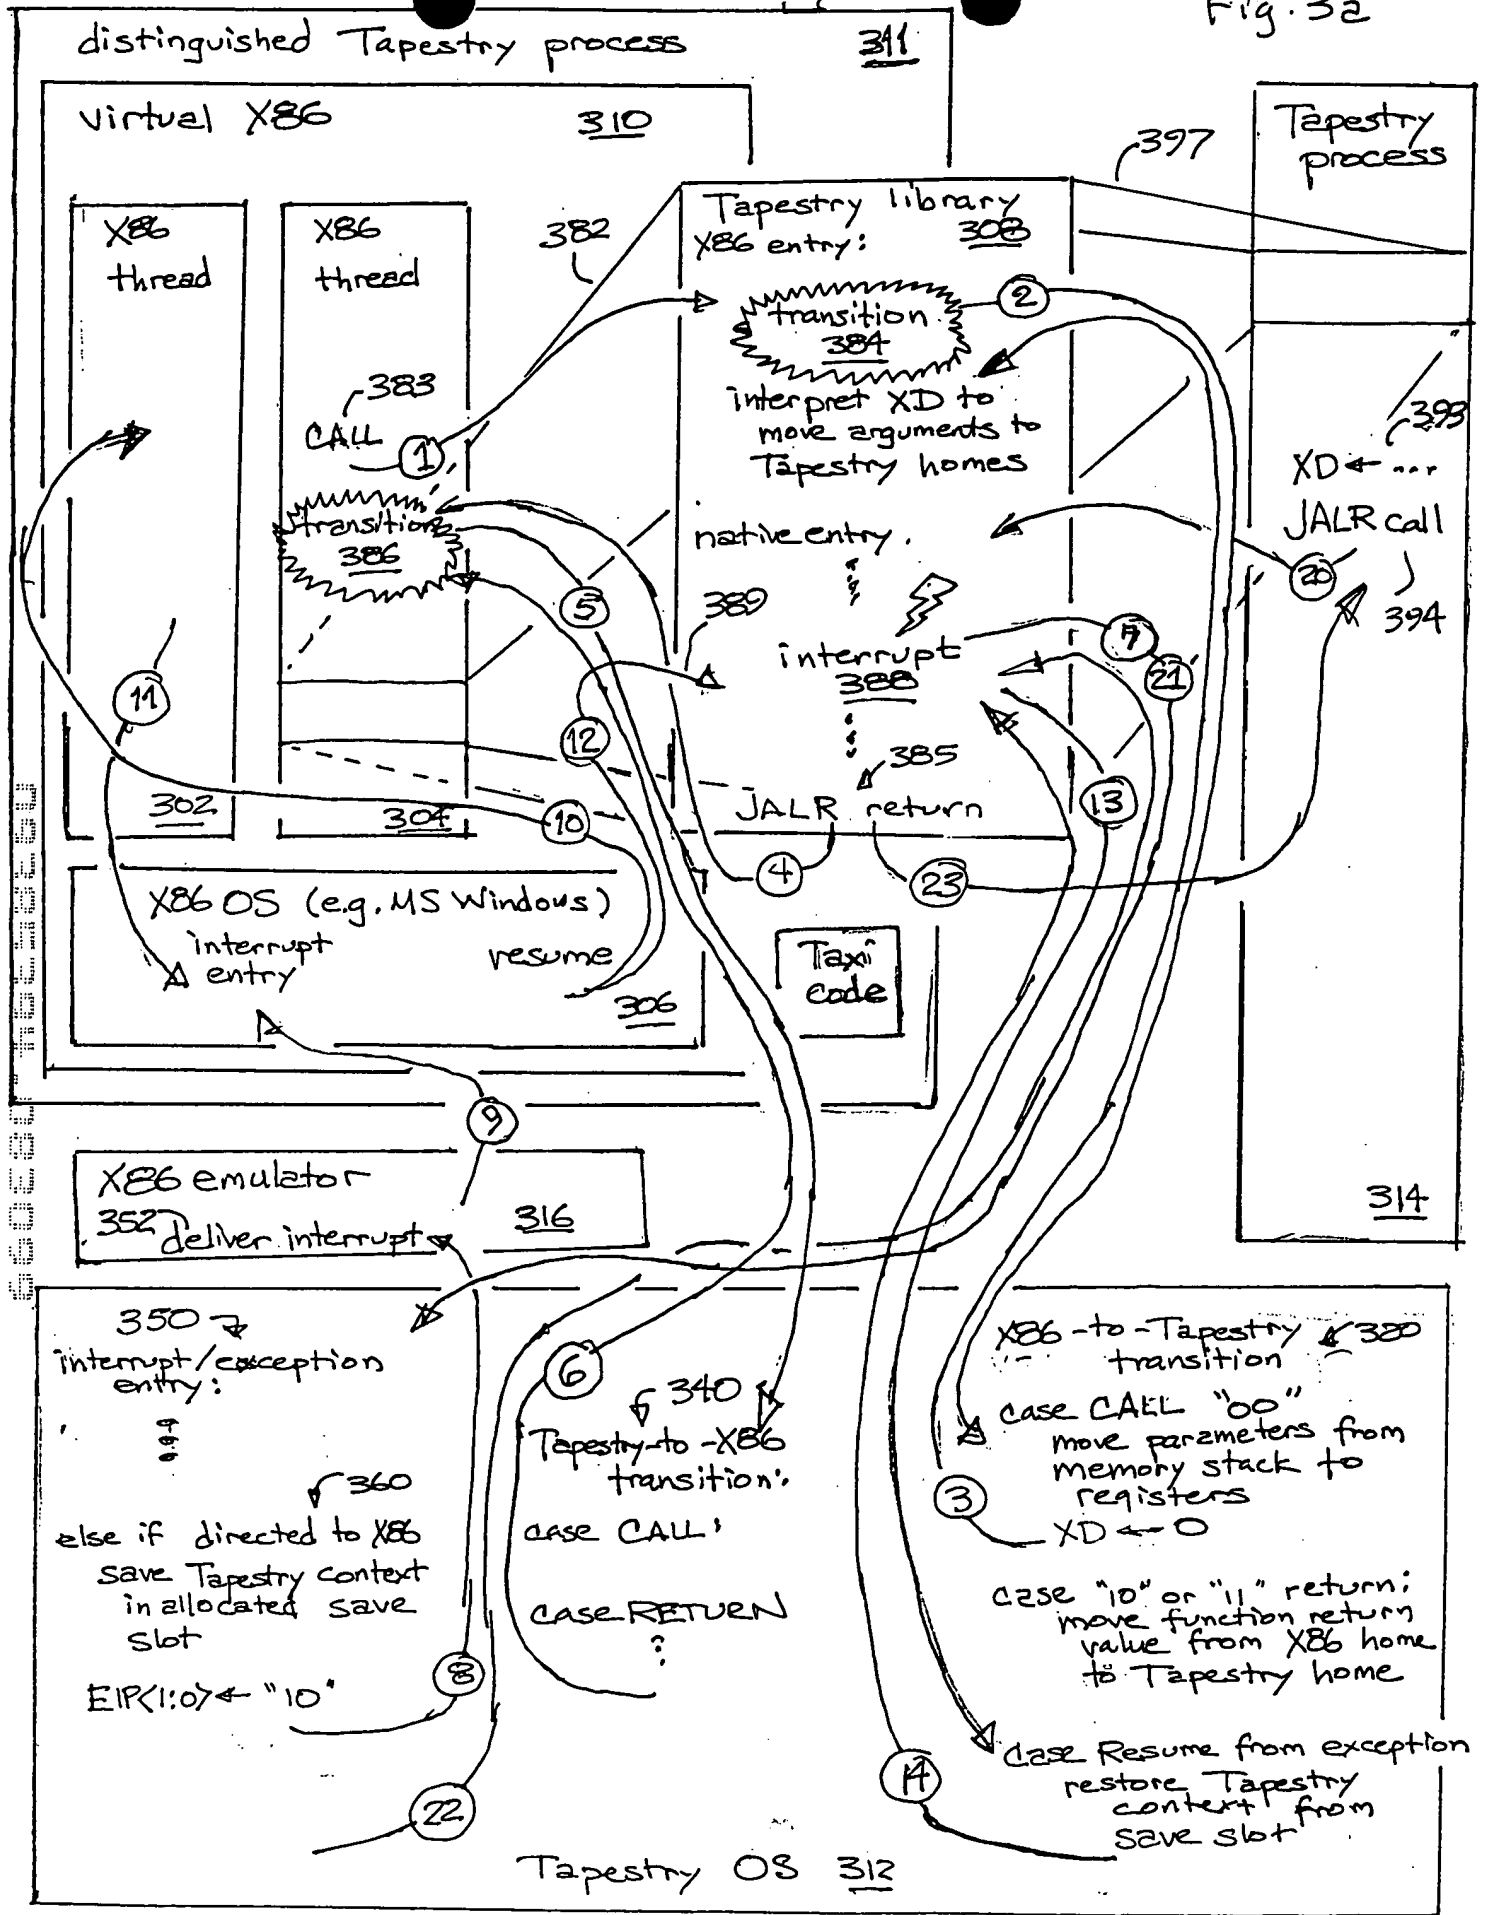 Fig. 3a
distinguished Tapestry process 311
virtual X86 310
Tapestry
process
397
X86
thread
X86
thread
382
Tapestry library
X86 entry: 308
2
transition
384
383
CALL
1
interpret XD to
move arguments to
Tapestry homes
393
XD ← ...
JALR call
20
394
transition
386
native entry.
5
389
interrupt
388
7
21
11
12
385
13
JALR return
302
304
10
4
23
X86 OS (e.g. MS Windows)
interrupt
entry
resume
306
Taxi
code
9
X86 emulator
352 deliver interrupt
316
314
350
interrupt/exception
entry:
6
340
Tapestry-to-X86
transition:
case CALL:
case RETURN
X86-to-Tapestry 320
transition
case CALL "00"
move parameters from
memory stack to
registers
3
XD ← 0
360
else if directed to X86
save Tapestry context
in allocated save
slot
8
EIP<1:0> ← "10"
case "10" or "11" return:
move function return
value from X86 home
to Tapestry home
14
case Resume from exception
restore Tapestry
context from
save slot
22
Tapestry OS 312